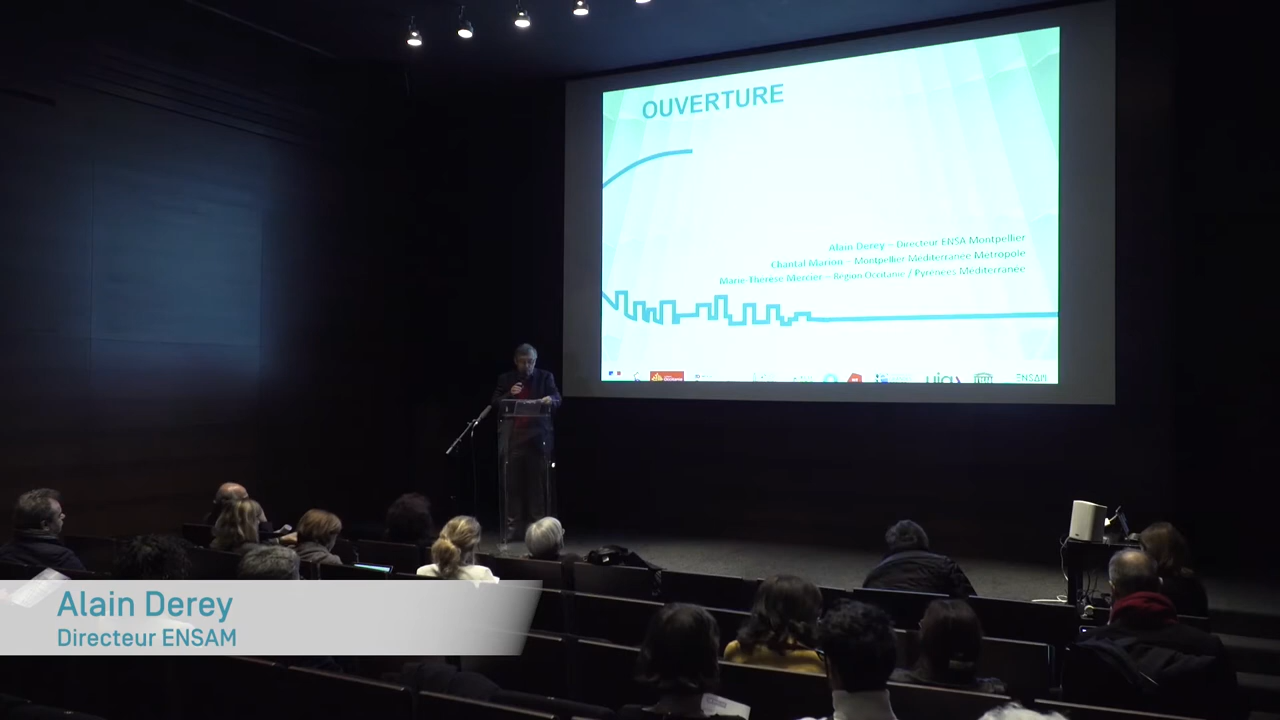 OUVERTURE
Alain Derey – Directeur ENSA Montpellier
Chantal Marion – Montpellier Méditerranée Métropole
Marie-Thérèse Mercier – Région Occitanie / Pyrénées Méditerranée
ENSAM
Alain Derey
Directeur ENSAM